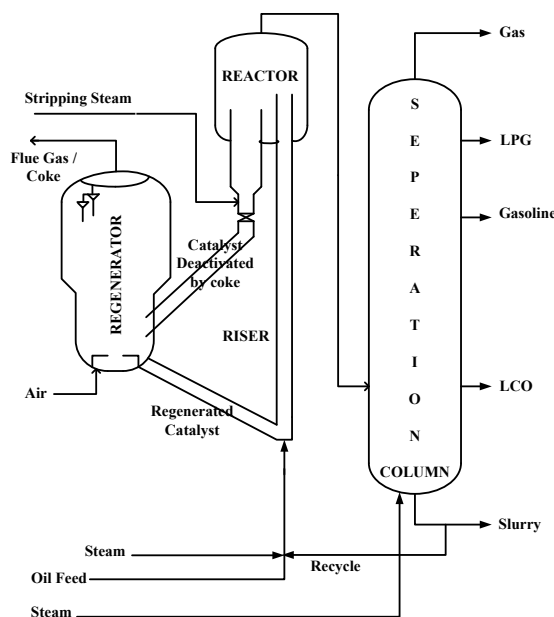 Gas
REACTOR
Stripping Steam
Flue Gas /
Coke
REGENERATOR
Catalyst
Deactivated
by coke
RISER
Air
Regenerated
Catalyst
S
E
P
E
R
A
T
I
O
N
COLUMN
LPG
Gasoline
LCO
Slurry
Steam
Recycle
Oil Feed
Steam